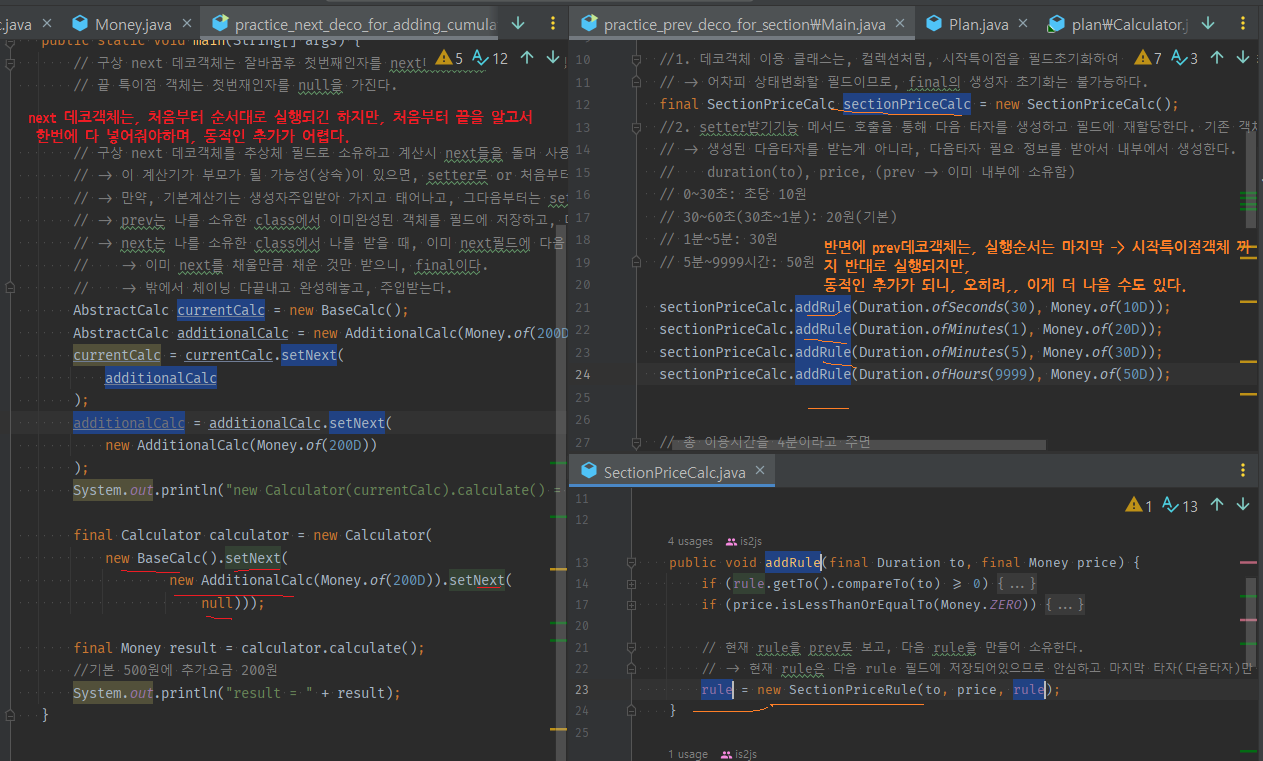 .java
Money.java
practice_next_deco_for_adding_cumula
public static void main(String[] args) {
5 12
// 구상 next 데코객체는 잘바꿈후 첫번째인자를 next
// 끝 특이점 객체는 첫번재인자를 null을 가진다.
next 데코객체는, 처음부터 순서대로 실행되긴 하지만, 처음부터 끝을 알고서
한번에 다 넣어줘야하며, 동적인 추가가 어렵다.
// 구상 next 데코객체를 추상체 필드로 소유하고 계산시 next들을 돌며 사용
// -> 이 계산기가 부모가 될 가능성(상속)이 있으면, setter로 or 처음부터
// -> 만약, 기본계산기는 생성자주입받아 가지고 태어나고, 그다음부터는 se
// -> prev는 나를 소유한 class에서 이미완성된 객체를 필드에 저장하고,
// -> next는 나를 소유한 class에서 나를 받을 때, 이미 next필드에 다음
// -> 이미 next를 채울만큼 채운 것만 받으니, final이다.
// -> 밖에서 체이닝 다끝내고 완성해놓고, 주입받는다.
AbstractCalc currentCalc = new BaseCalc();
AbstractCalc additionalCalc = new AdditionalCalc(Money.of(200D
currentCalc = currentCalc.setNext(
additionalCalc
);
additionalCalc = additionalCalc.setNext(
new AdditionalCalc(Money.of(200D))
);
System.out.println("new Calculator(currentCalc).calculate() =
final Calculator calculator = new Calculator(
new BaseCalc().setNext(
new AdditionalCalc(Money.of(200D)).setNext(
null)));
final Money result = calculator.calculate();
//기본 500원에 추가요금 200원
System.out.println("result = " + result);
}
practice_prev_deco_for_section₩Main.java
Plan.java
plan₩Calculator.j
7 3
10 //1. 데코객체 이용 클래스는, 컬렉션처럼, 시작특이점을 필드초기화하여
11 // -> 어차피 상태변화할 필드이므로, final의 생성자 초기화는 불가능하다.
12 final SectionPriceCalc sectionPriceCalc = new SectionPriceCalc();
13 //2. setter받기기능 메서드 호출을 통해 다음 타자를 생성하고 필드에 재할당한다. 기존 객
14 // -> 생성된 다음타자를 받는게 아니라, 다음타자 필요 정보를 받아서 내부에서 생성한다.
15 // duration(to), price, (prev -> 이미 내부에 소유함)
16 // 0~30초: 초당 10원
17 // 30~60초(30초~1분): 20원(기본)
18 // 1분~5분: 30원
19 // 5분~9999시간: 50원
반면에 prev데코객체는, 실행순서는 마지막 -> 시작특이점객체 까
지 반대로 실행되지만,
동적인 추가가 되니, 오히려,, 이게 더 나을 수도 있다.
20
21 sectionPriceCalc.addRule(Duration.ofSeconds(30), Money.of(10D));
22 sectionPriceCalc.addRule(Duration.ofMinutes(1), Money.of(20D));
23 sectionPriceCalc.addRule(Duration.ofMinutes(5), Money.of(30D));
24 sectionPriceCalc.addRule(Duration.ofHours(9999), Money.of(50D));
25
26
27 // 총 이용시간을 4분이라고 주면
SectionPriceCalc.java
1 13
11
12
4 usages is2js
13 public void addRule(final Duration to, final Money price) {
14 if (rule.getTo().compareTo(to) >= 0) {...}
17 if (price.isLessThanOrEqualTo(Money.ZERO)) {...}
20
21 // 현재 rule을 prev로 보고, 다음 rule을 만들어 소유한다.
22 // -> 현재 rule은 다음 rule 필드에 저장되어있으므로 안심하고 마지막 타자(다음타자)만
23 rule = new SectionPriceRule(to, price, rule);
24 }
25
1 usage is2js